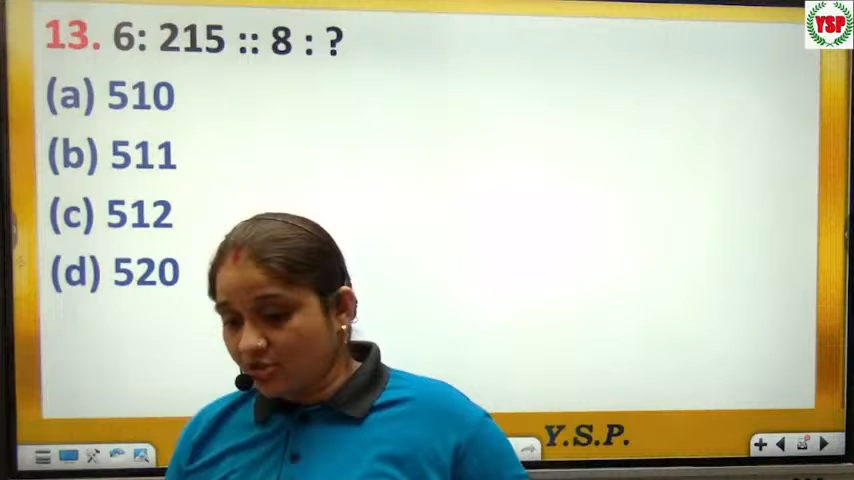 YSP
13. 6: 215 :: 8 : ?
(a) 510
(b) 511
(c) 512
(d) 520
Y.S.P.